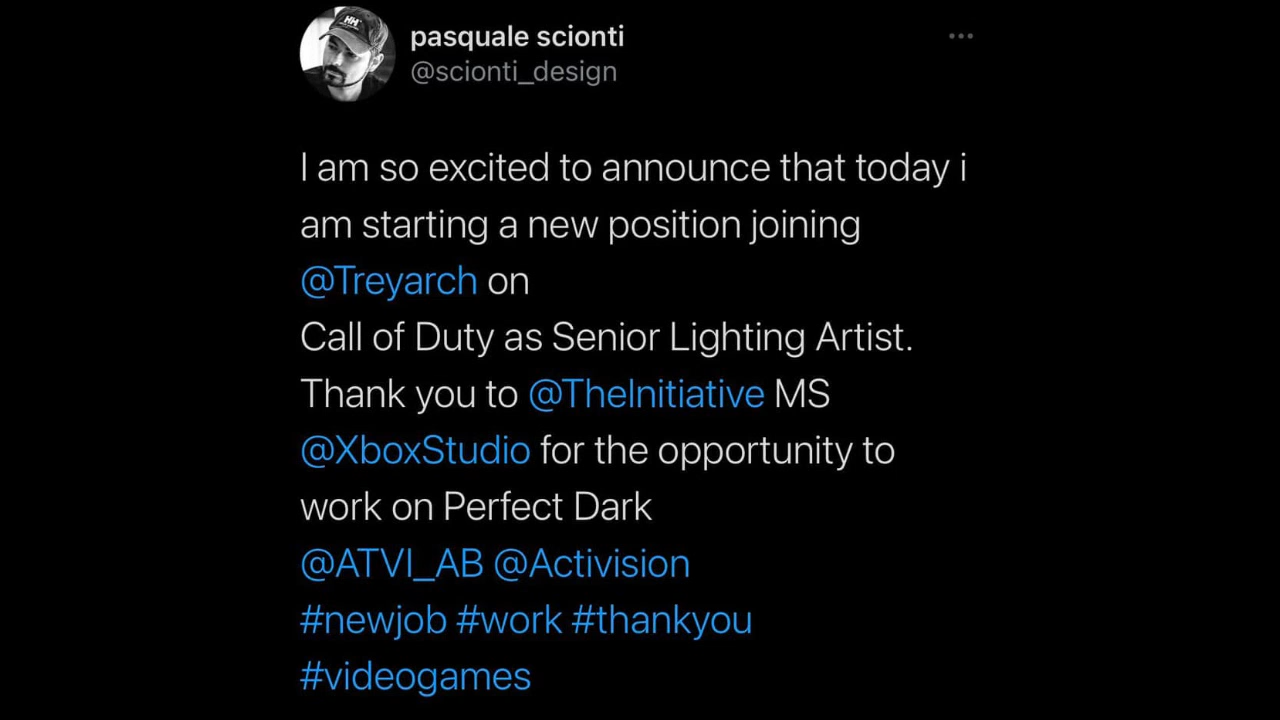 pasquale scionti
@scionti_design
I am so excited to announce that today i
am starting a new position joining
@Treyarch on
Call of Duty as Senior Lighting Artist.
Thank you to @TheInitiative MS
@XboxStudio for the opportunity to
work on Perfect Dark
@ATVI_AB @Activision
#newjob #work #thankyou
#videogames